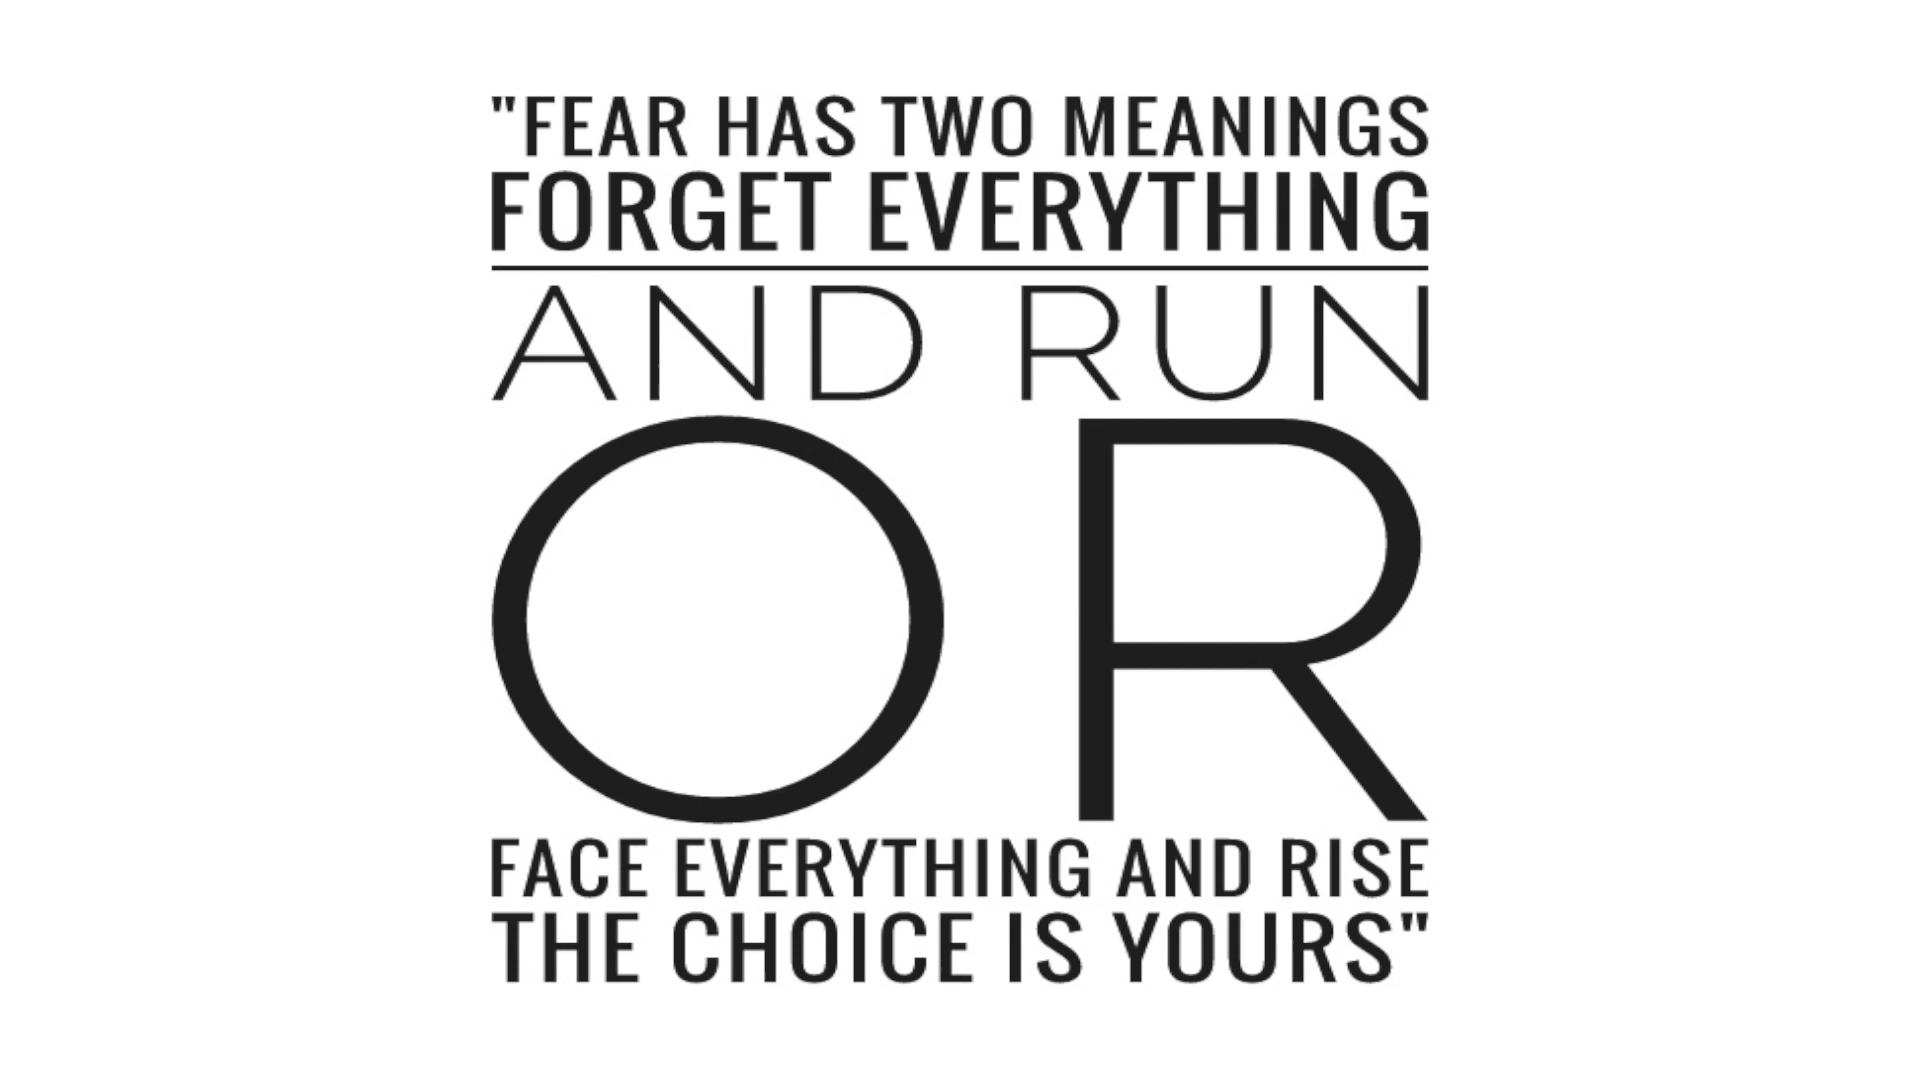 "FEAR HAS TWO MEANINGS
FORGET EVERYTHING
AND RUN
OR
FACE EVERYTHING AND RISE
THE CHOICE IS YOURS"